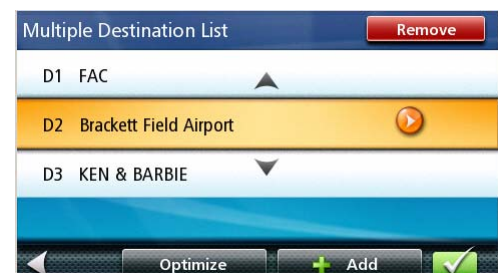 Multiple Destination List Remove
D1 FAC
D2 Brackett Field Airport
D3 KEN & BARBIE
Optimize + Add